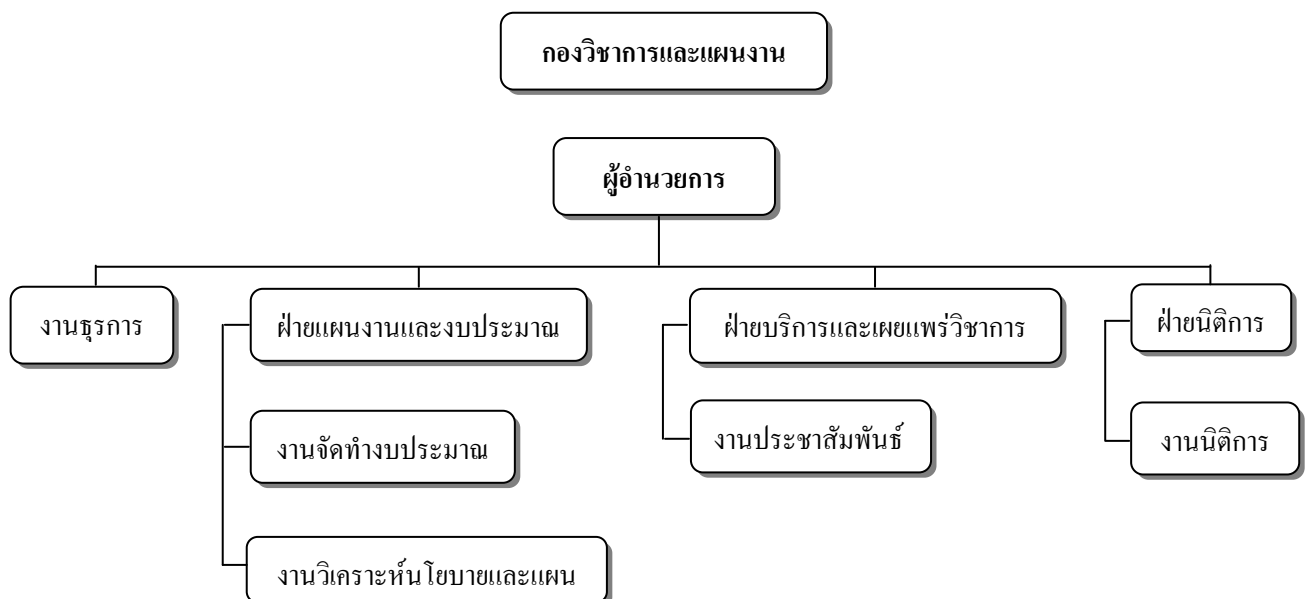 กองวิชาการและแผนงาน
ผู้อำนวยการ
งานธุรการ
ฝ่ายแผนงานและงบประมาณ
ฝ่ายบริการและเผยแพร่วิชาการ
ฝ่ายนิติการ
งานจัดทำงบประมาณ
งานประชาสัมพันธ์
งานนิติการ
งานวิเคราะห์นโยบายและแผน